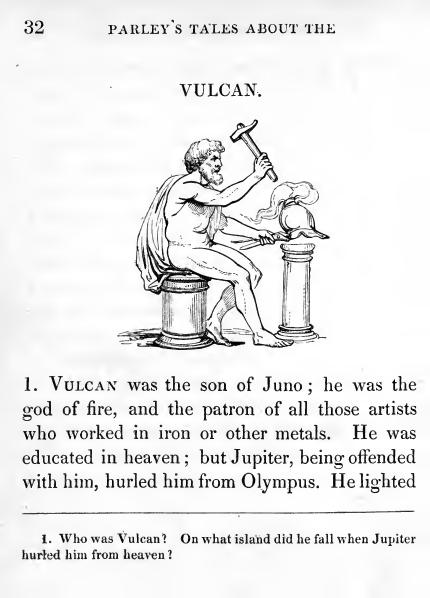 32 PARLEY'S TALES ABOUT THE
VULCAN.
1. VULCAN was the son of Juno; he was the
god of fire, and the patron of all those artists
who worked in iron or other metals. He was
educated in heaven; but Jupiter, being offended
with him, hurled him from Olympus. He lighted
1. Who was Vulcan? On what island did he fall when Jupiter
hurled him from heaven?